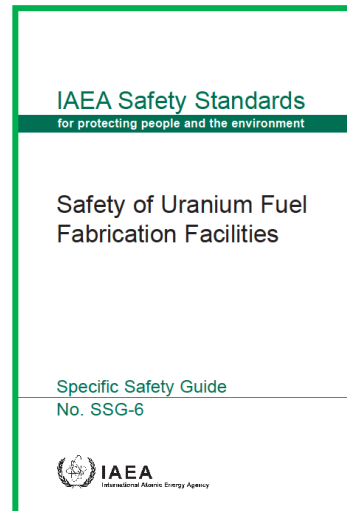 IAEA Safety Standards
for protecting people and the environment
Safety of Uranium Fuel
Fabrication Facilities
Specific Safety Guide
No. SSG-6
IAEA
International Atomic Energy Agency